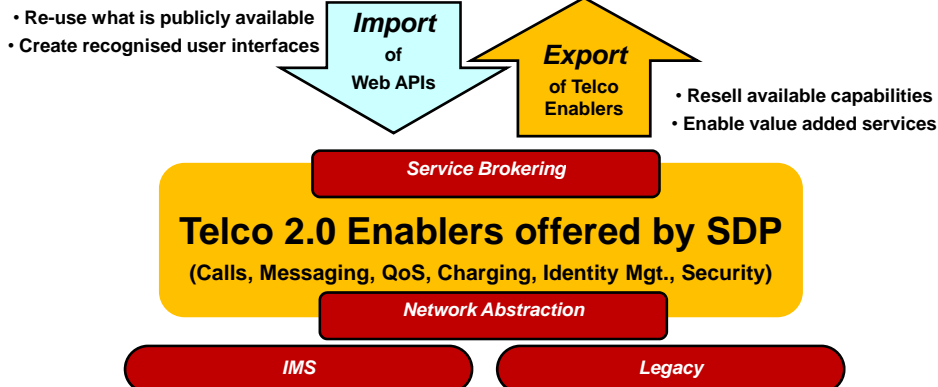 • Re-use what is publicly available
• Create recognised user interfaces
Import
of
Web APIs
Export
of Telco
Enablers
• Resell available capabilities
• Enable value added services
Service Brokering
Telco 2.0 Enablers offered by SDP
(Calls, Messaging, QoS, Charging, Identity Mgt., Security)
Network Abstraction
IMS
Legacy